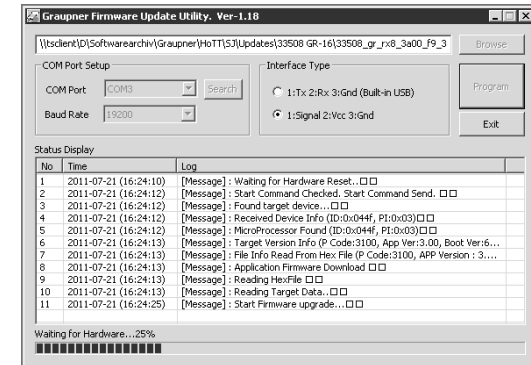 Graupner Firmware Update Utility. Ver-1.18
\\tsclient\D\Softwarearchiv\Graupner\HoTT\SJ\Updates\33508 GR-16\33508_gr_rx8_3a00_f9_3
Browse
COM Port Setup
COM Port COM3 Search
Baud Rate 19200
Interface Type
1:Tx 2:Rx 3:Gnd (Built-in USB)
1:Signal 2:Vcc 3:Gnd
Program
Exit
Status Display
No Time Log
1 2011-07-21 (16:24:10) [Message] : Waiting for Hardware Reset..□□
2 2011-07-21 (16:24:12) [Message] : Start Command Checked. Start Command Send. □□
3 2011-07-21 (16:24:12) [Message] : Found target device...□□
4 2011-07-21 (16:24:12) [Message] : Received Device Info (ID:0x044f, PI:0x03)□□
5 2011-07-21 (16:24:12) [Message] : MicroProcessor Found (ID:0x044f, PI:0x03)□□
6 2011-07-21 (16:24:13) [Message] : Target Version Info (P Code:3100, App Ver:3.00, Boot Ver:6...
7 2011-07-21 (16:24:13) [Message] : File Info Read From Hex File (P Code:3100, APP Version : 3....
8 2011-07-21 (16:24:13) [Message] : Application Firmware Download □□
9 2011-07-21 (16:24:13) [Message] : Reading HexFile □□
10 2011-07-21 (16:24:13) [Message] : Reading Target Data..□□
11 2011-07-21 (16:24:25) [Message] : Start Firmware upgrade...□□
Waiting for Hardware...25%